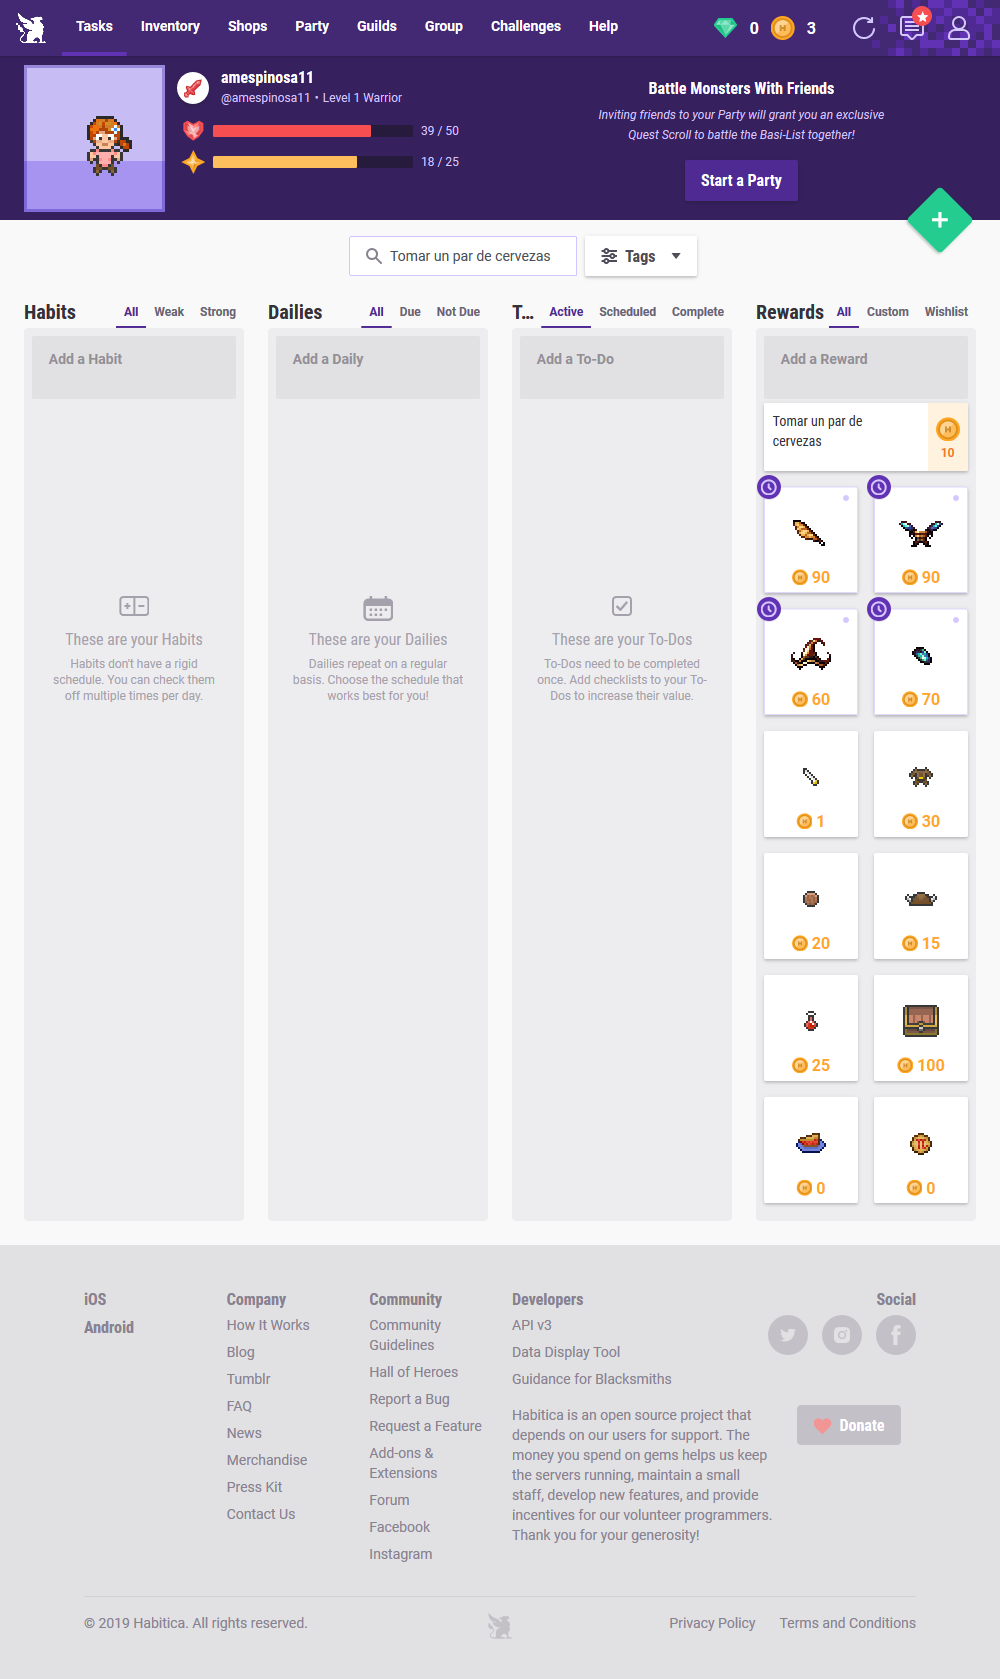 Tasks Inventory Shops Party Guilds Group Challenges Help 0 3
amespinosa11
@amespinosa11 • Level 1 Warrior
39 / 50
18 / 25
Battle Monsters With Friends
Inviting friends to your Party will grant you an exclusive
Quest Scroll to battle the Basi-List together!
Start a Party
Tomar un par de cervezas
Tags
Habits All Weak Strong
Add a Habit
These are your Habits
Habits don't have a rigid
schedule. You can check them
off multiple times per day.
Dailies All Due Not Due
Add a Daily
These are your Dailies
Dailies repeat on a regular
basis. Choose the schedule that
works best for you!
T... Active Scheduled Complete
Add a To-Do
These are your To-Dos
To-Dos need to be completed
once. Add checklists to your To-
Dos to increase their value.
Rewards All Custom Wishlist
Add a Reward
Tomar un par de
cervezas
10
90 90
60 70
1 30
20 15
25 100
0 0
iOS
Android
Company
How It Works
Blog
Tumblr
FAQ
News
Merchandise
Press Kit
Contact Us
Community
Community
Guidelines
Hall of Heroes
Report a Bug
Request a Feature
Add-ons &
Extensions
Forum
Facebook
Instagram
Developers
API v3
Data Display Tool
Guidance for Blacksmiths
Habitica is an open source project that
depends on our users for support. The
money you spend on gems helps us keep
the servers running, maintain a small
staff, develop new features, and provide
incentives for our volunteer programmers.
Thank you for your generosity!
Social
Donate
© 2019 Habitica. All rights reserved.
Privacy Policy Terms and Conditions